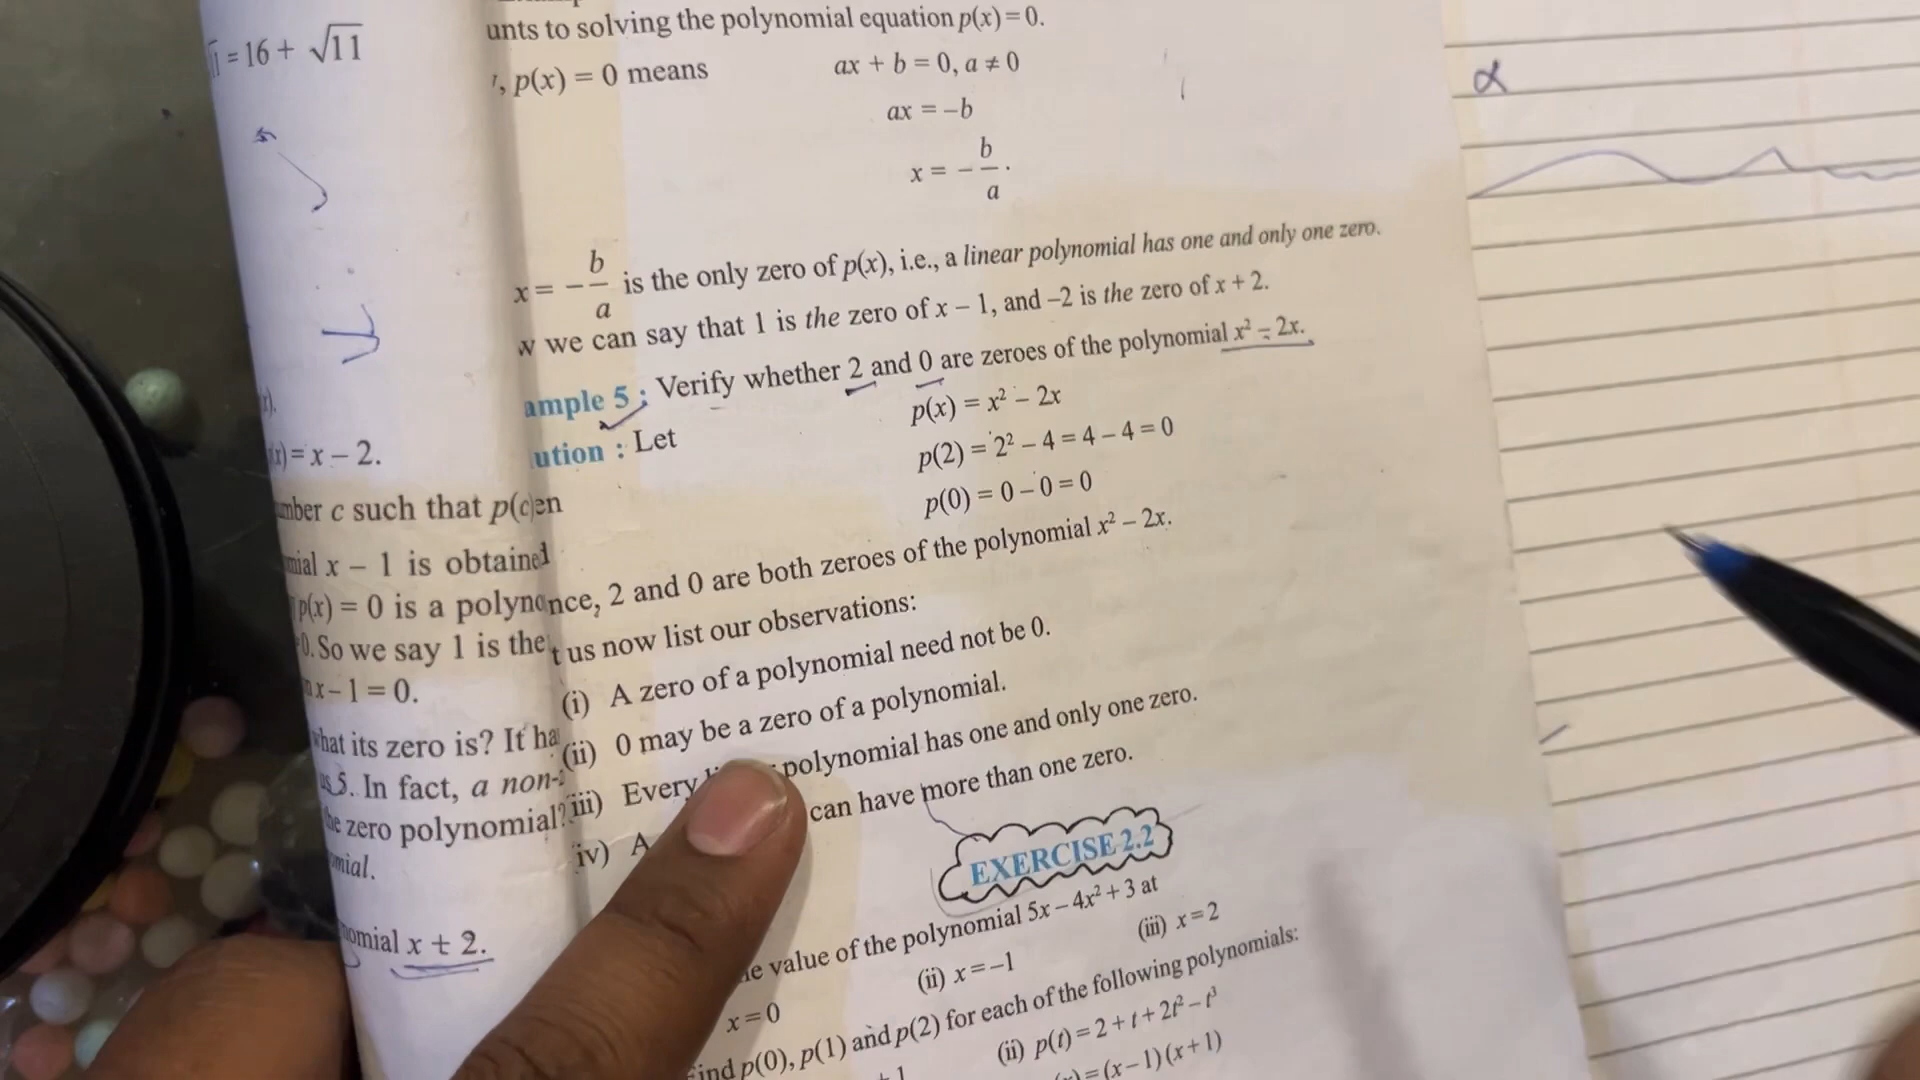 = 16 + √11
(x) = x – 2.
c such that p(c)
x – 1 is obtained
p(x) = 0 is a
0. So we say 1 is the
x – 1 = 0.
its zero is? It
5. In fact, a non-
zero polynomial?
x + 2.
unts to solving the polynomial equation p(x) = 0.
, p(x) = 0 means ax + b = 0, a ≠ 0
ax = –b
x = – b/a .
x = – b/a is the only zero of p(x), i.e., a linear polynomial has one and only one zero.
w we can say that 1 is the zero of x – 1, and –2 is the zero of x + 2.
ample 5 : Verify whether 2 and 0 are zeroes of the polynomial x² – 2x.
ution : Let p(x) = x² – 2x
p(2) = 2² – 4 = 4 – 4 = 0
p(0) = 0 – 0 = 0
nce, 2 and 0 are both zeroes of the polynomial x² – 2x.
t us now list our observations:
(i) A zero of a polynomial need not be 0.
(ii) 0 may be a zero of a polynomial.
iii) Every polynomial has one and only one zero.
iv) A can have more than one zero.
EXERCISE 2.2
value of the polynomial 5x – 4x² + 3 at
x = 0 (ii) x = –1 (iii) x = 2
ind p(0), p(1) and p(2) for each of the following polynomials:
+ 1 (ii) p(t) = 2 + t + 2t² – t³
= (x – 1) (x + 1)
α